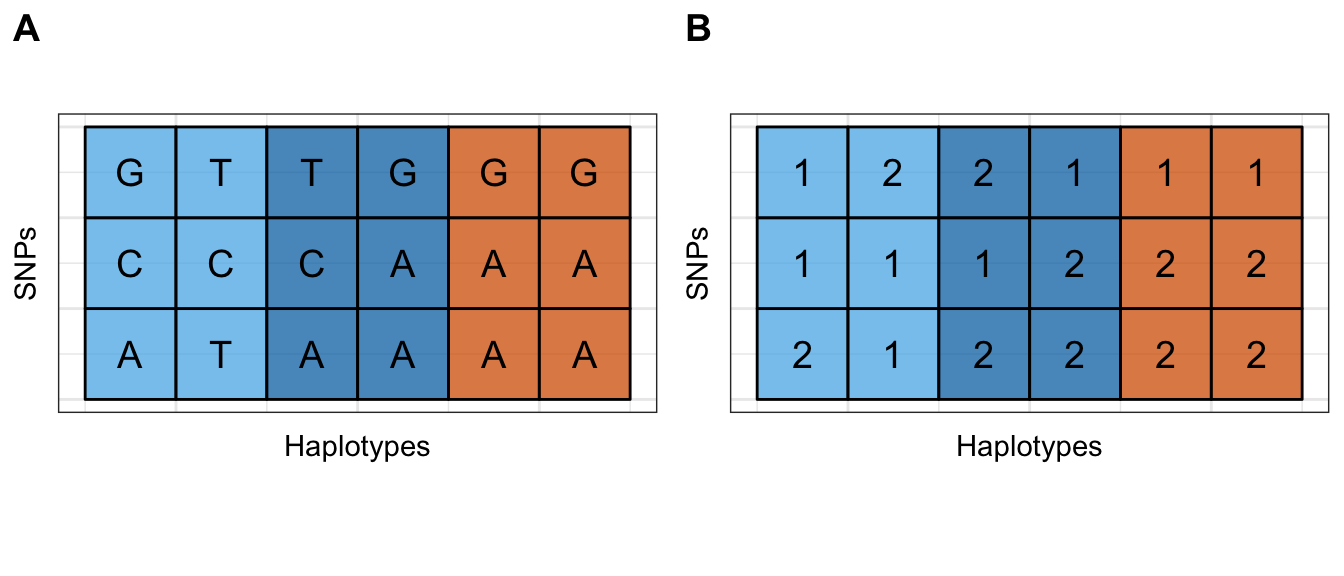 A
G T T G G G
C C C A A A
A T A A A A
SNPs
Haplotypes
B
1 2 2 1 1 1
1 1 1 2 2 2
2 1 2 2 2 2
SNPs
Haplotypes